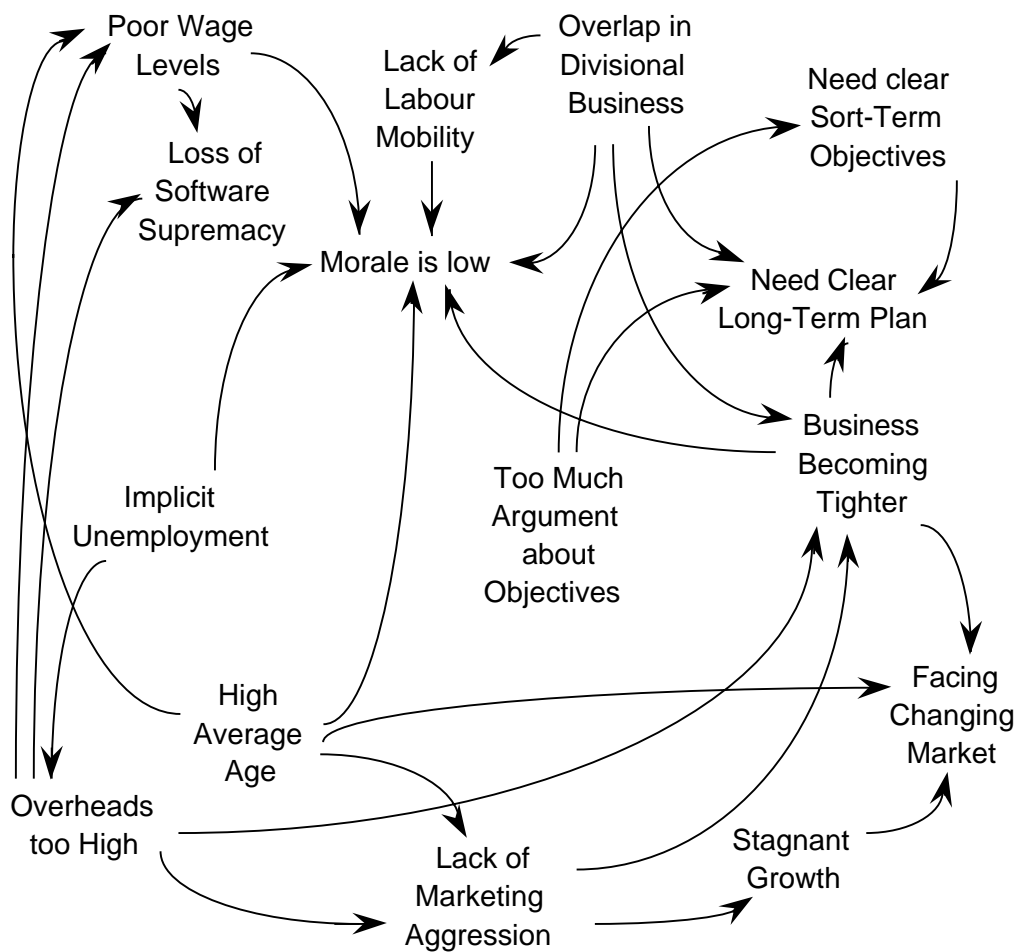 Poor Wage
Levels
Overlap in
Divisional
Business
Lack of
Labour
Mobility
Need clear
Sort-Term
Objectives
Loss of
Software
Supremacy
Morale is low
Need Clear
Long-Term Plan
Business
Becoming
Tighter
Too Much
Argument
about
Objectives
Implicit
Unemployment
High
Average
Age
Facing
Changing
Market
Overheads
too High
Lack of
Marketing
Aggression
Stagnant
Growth